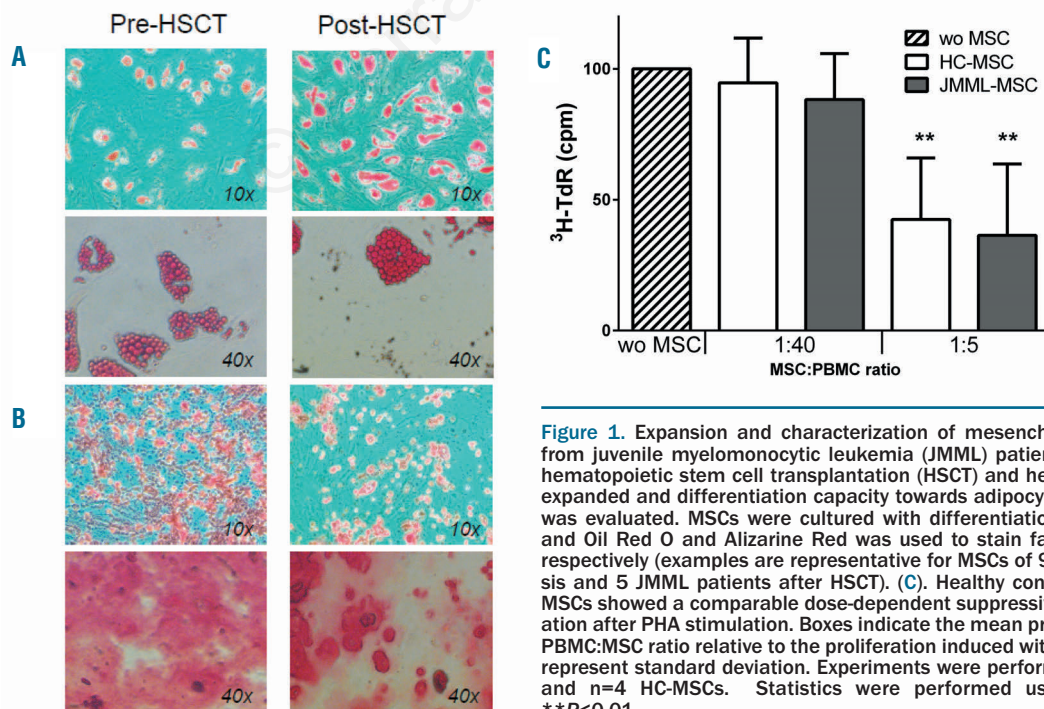 Pre-HSCT Post-HSCT
A
10x 10x
40x 40x
B
10x 10x
40x 40x
C
³H-TdR (cpm)
100
50
0
wo MSC
HC-MSC
JMML-MSC
** **
wo MSC 1:40 1:5
MSC:PBMC ratio
Figure 1. Expansion and characterization of mesench
from juvenile myelomonocytic leukemia (JMML) patien
hematopoietic stem cell transplantation (HSCT) and he
expanded and differentiation capacity towards adipocy
was evaluated. MSCs were cultured with differentiatio
and Oil Red O and Alizarine Red was used to stain fa
respectively (examples are representative for MSCs of 9
sis and 5 JMML patients after HSCT). (C). Healthy con
MSCs showed a comparable dose-dependent suppressiv
ation after PHA stimulation. Boxes indicate the mean pr
PBMC:MSC ratio relative to the proliferation induced wit
represent standard deviation. Experiments were perform
and n=4 HC-MSCs. Statistics were performed us
**P<0.01